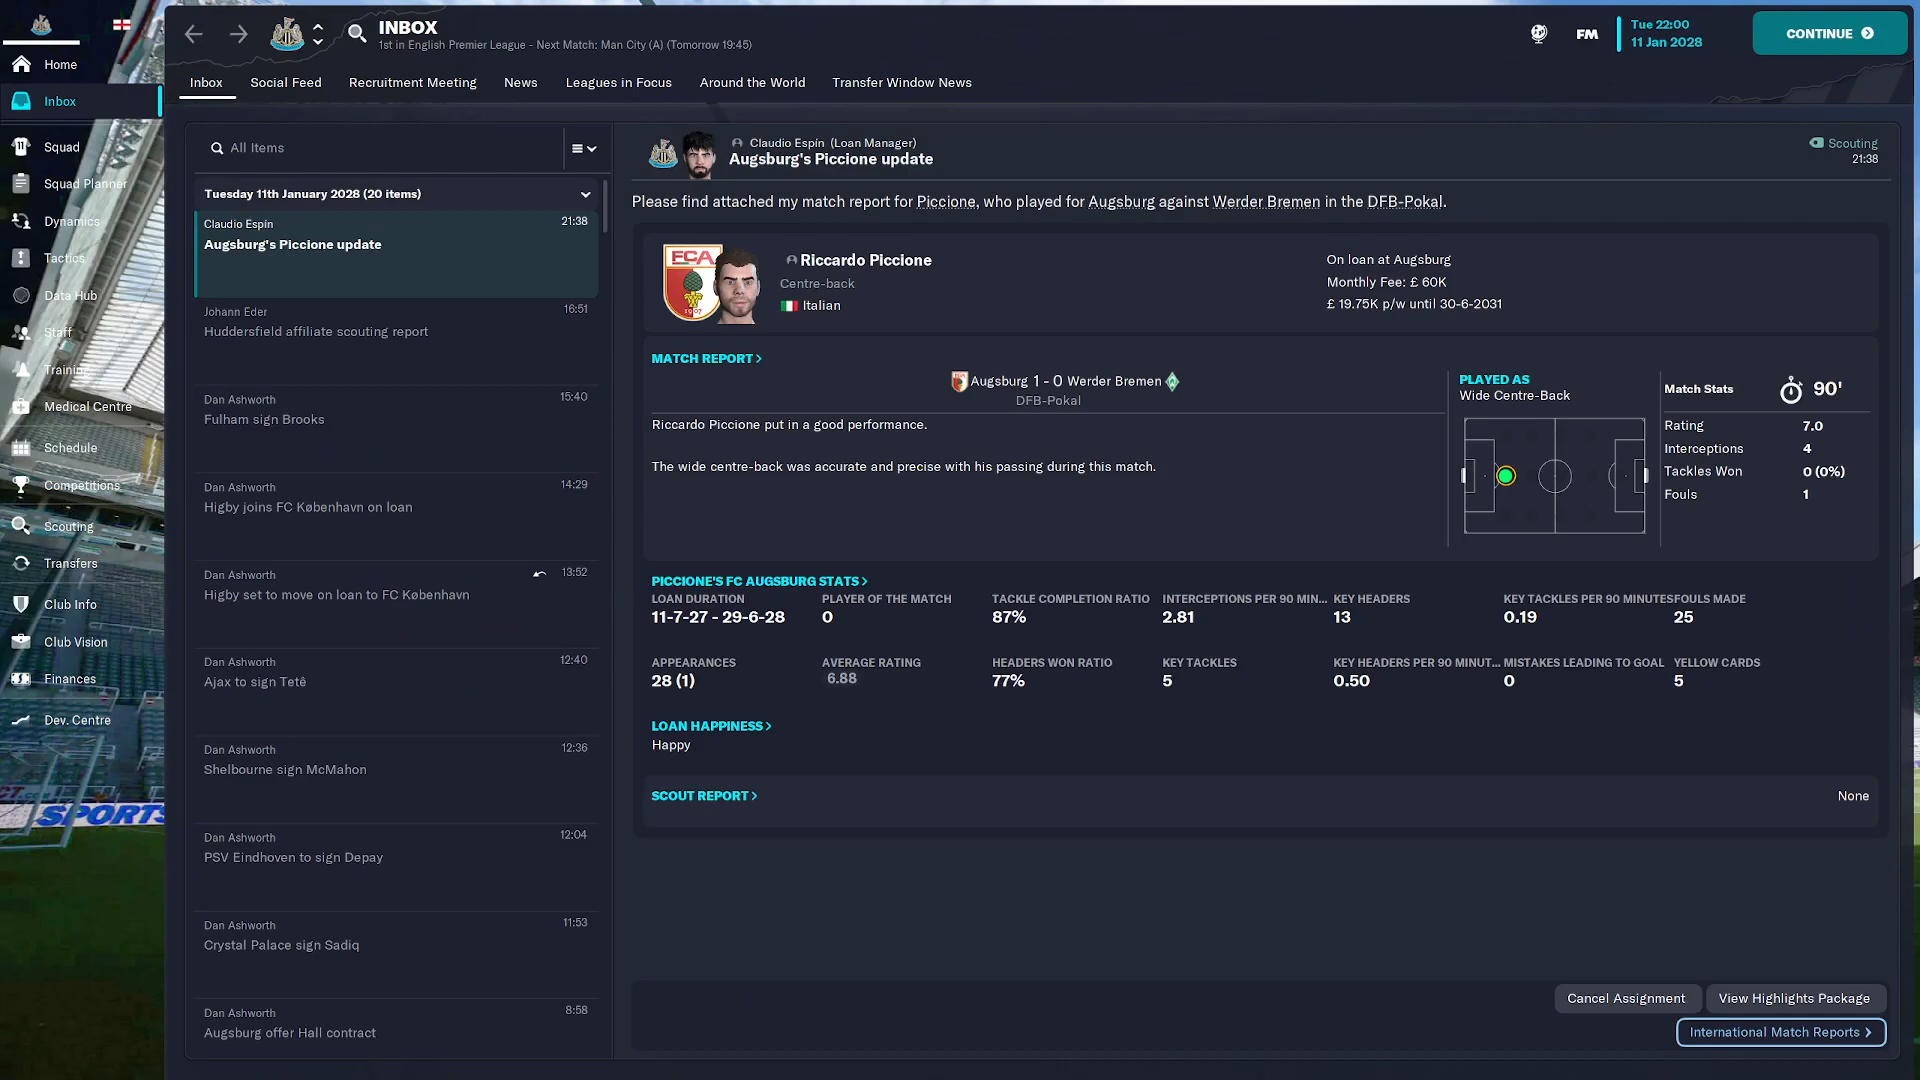 INBOX
1st in English Premier League - Next Match: Man City (A) (Tomorrow 19:45)
FM
Tue 22:00
11 Jan 2028
CONTINUE
Inbox
Social Feed
Recruitment Meeting
News
Leagues in Focus
Around the World
Transfer Window News
Home
Inbox
Squad
Squad Planner
Dynamics
Tactics
Data Hub
Staff
Training
Medical Centre
Schedule
Competitions
Scouting
Transfers
Club Info
Club Vision
Finances
Dev. Centre
SPORTS
All Items
Tuesday 11th January 2028 (20 items)
Claudio Espín 21:38
Augsburg's Piccione update
Johann Eder 16:51
Huddersfield affiliate scouting report
Dan Ashworth 15:40
Fulham sign Brooks
Dan Ashworth 14:29
Higby joins FC København on loan
Dan Ashworth 13:52
Higby set to move on loan to FC København
Dan Ashworth 12:40
Ajax to sign Tetê
Dan Ashworth 12:36
Shelbourne sign McMahon
Dan Ashworth 12:04
PSV Eindhoven to sign Depay
Dan Ashworth 11:53
Crystal Palace sign Sadiq
Dan Ashworth 8:58
Augsburg offer Hall contract
Claudio Espín (Loan Manager)
Augsburg's Piccione update
Scouting
21:38
Please find attached my match report for Piccione, who played for Augsburg against Werder Bremen in the DFB-Pokal.
FCA
1907
Riccardo Piccione
Centre-back
Italian
On loan at Augsburg
Monthly Fee: £ 60K
£ 19.75K p/w until 30-6-2031
MATCH REPORT >
Augsburg 1 - 0 Werder Bremen
DFB-Pokal
Riccardo Piccione put in a good performance.
The wide centre-back was accurate and precise with his passing during this match.
PLAYED AS
Wide Centre-Back
Match Stats 90'
Rating 7.0
Interceptions 4
Tackles Won 0 (0%)
Fouls 1
PICCIONE'S FC AUGSBURG STATS >
LOAN DURATION PLAYER OF THE MATCH TACKLE COMPLETION RATIO INTERCEPTIONS PER 90 MIN... KEY HEADERS KEY TACKLES PER 90 MINUTES FOULS MADE
11-7-27 - 29-6-28 0 87% 2.81 13 0.19 25
APPEARANCES AVERAGE RATING HEADERS WON RATIO KEY TACKLES KEY HEADERS PER 90 MINUT... MISTAKES LEADING TO GOAL YELLOW CARDS
28 (1) 6.88 77% 5 0.50 0 5
LOAN HAPPINESS >
Happy
SCOUT REPORT > None
Cancel Assignment
View Highlights Package
International Match Reports >